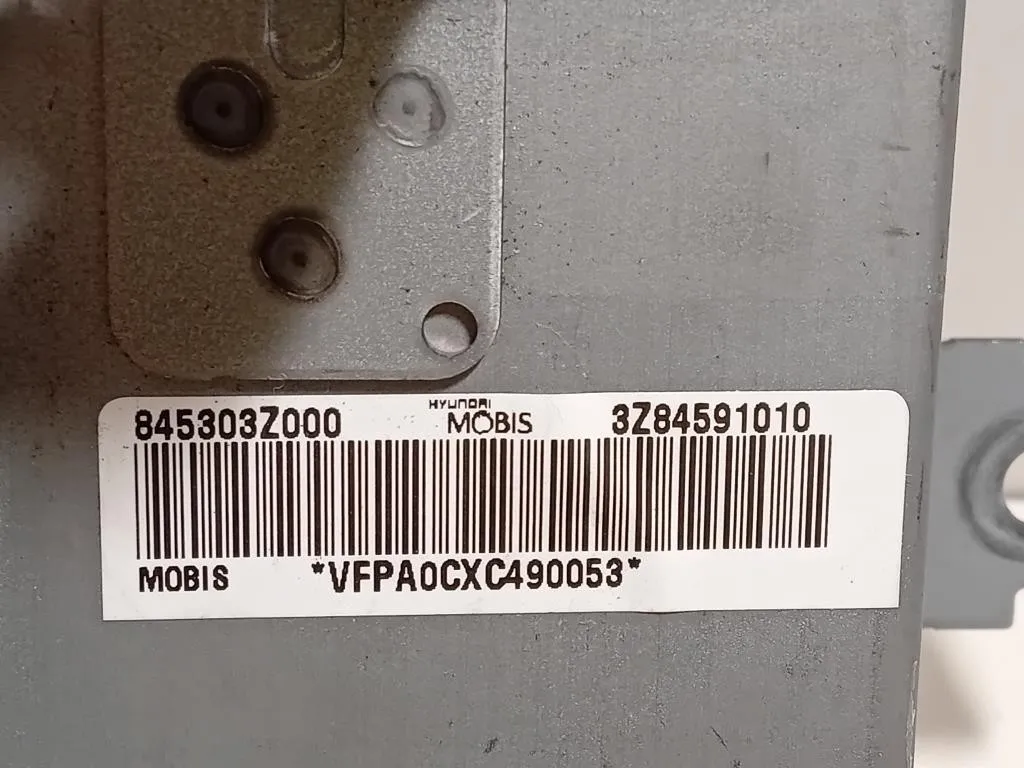 845303Z000 HYUNDAI MOBIS 3Z84591010
MOBIS *VFPA0CXC490053*